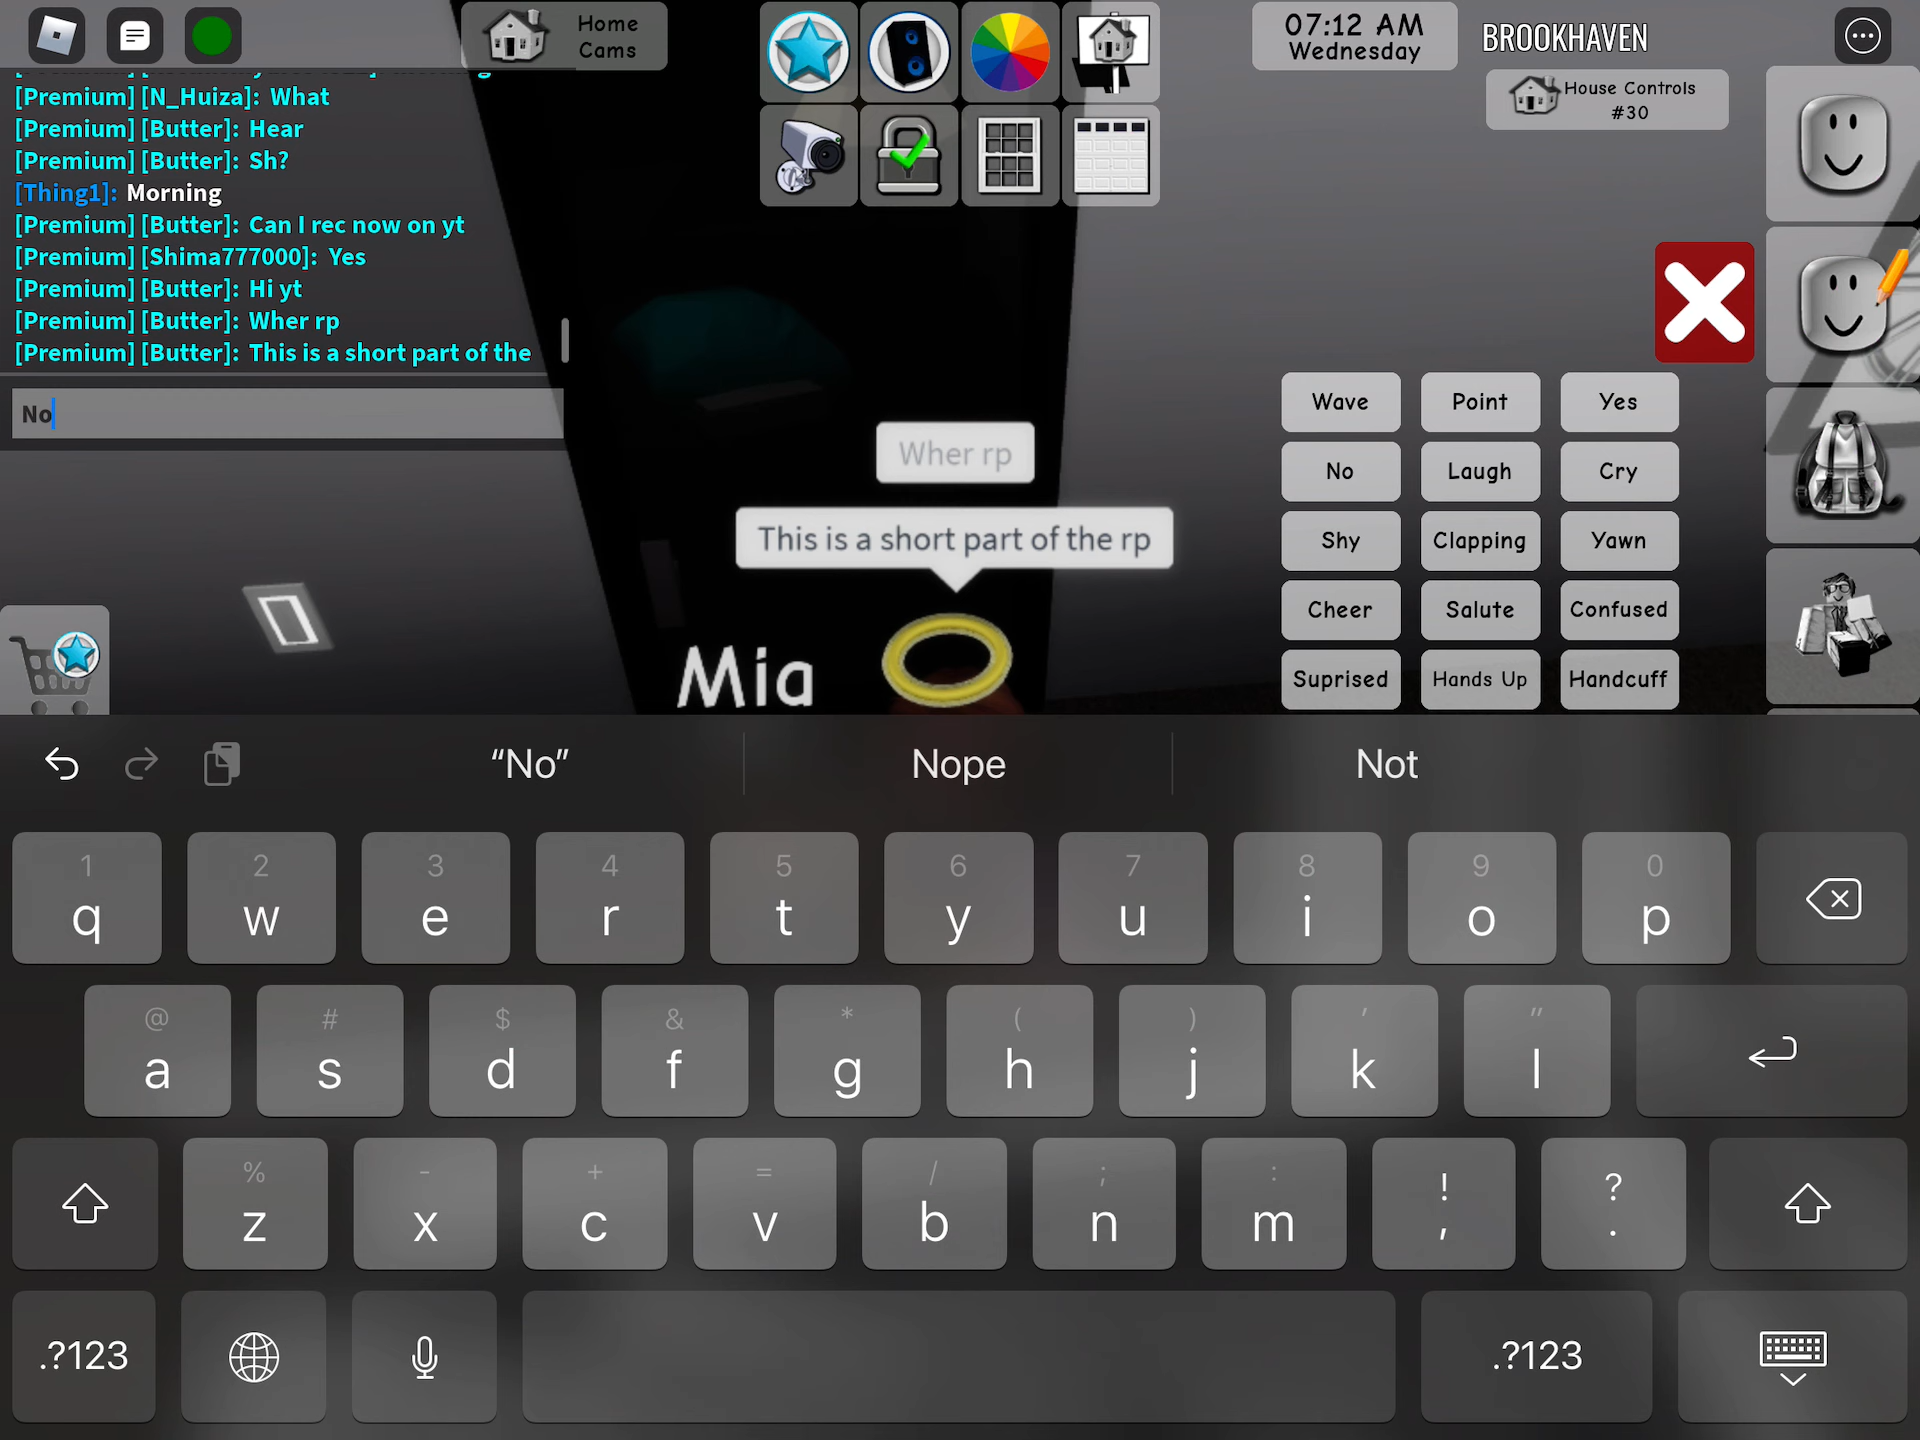 Home
Cams
07:12 AM
Wednesday
BROOKHAVEN
House Controls
#30
[Premium] [N_Huiza]: What
[Premium] [Butter]: Hear
[Premium] [Butter]: Sh?
[Thing1]: Morning
[Premium] [Butter]: Can I rec now on yt
[Premium] [Shima777000]: Yes
[Premium] [Butter]: Hi yt
[Premium] [Butter]: Wher rp
[Premium] [Butter]: This is a short part of the
No
Wher rp
This is a short part of the rp
Mia
Wave Point Yes
No Laugh Cry
Shy Clapping Yawn
Cheer Salute Confused
Suprised Hands Up Handcuff
“No” Nope Not
1 2 3 4 5 6 7 8 9 0
q w e r t y u i o p
@ # $ & * ( ) ' "
a s d f g h j k l
% - + = / ; : ! ?
z x c v b n m , .
.?123 .?123